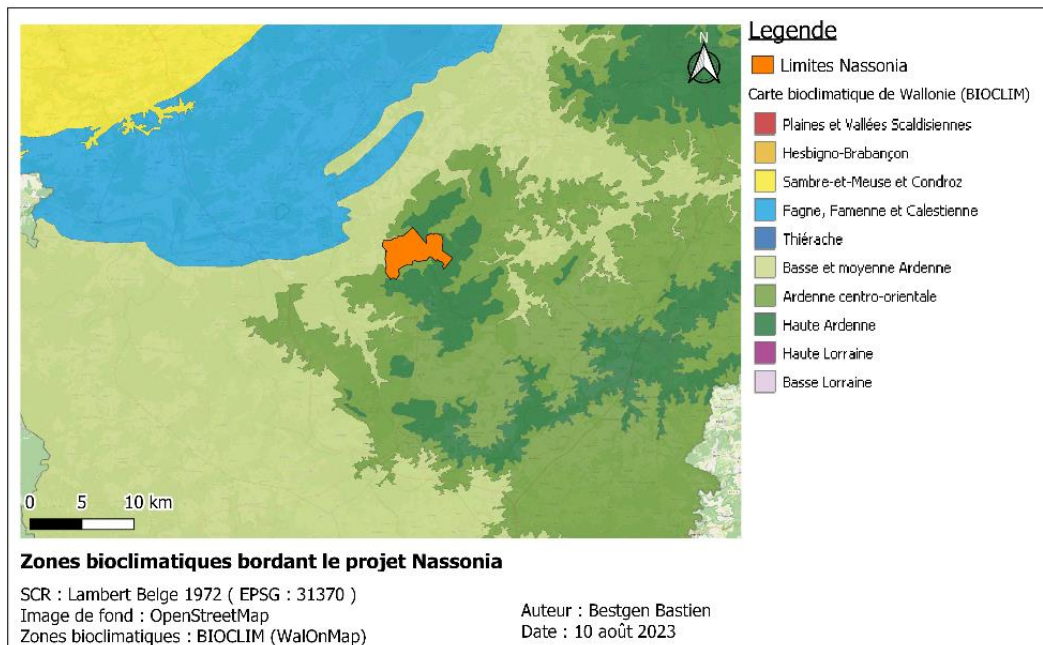 Legende
N
Limites Nassonia
Carte bioclimatique de Wallonie (BIOCLIM)
Plaines et Vallées Scaldisiennes
Hesbigno-Brabançon
Sambre-et-Meuse et Condroz
Fagne, Famenne et Calestienne
Thiérache
Basse et moyenne Ardenne
Ardenne centro-orientale
Haute Ardenne
Haute Lorraine
Basse Lorraine
0 5 10 km
Zones bioclimatiques bordant le projet Nassonia
SCR : Lambert Belge 1972 ( EPSG : 31370 )
Image de fond : OpenStreetMap
Zones bioclimatiques : BIOCLIM (WalOnMap)
Auteur : Bestgen Bastien
Date : 10 août 2023